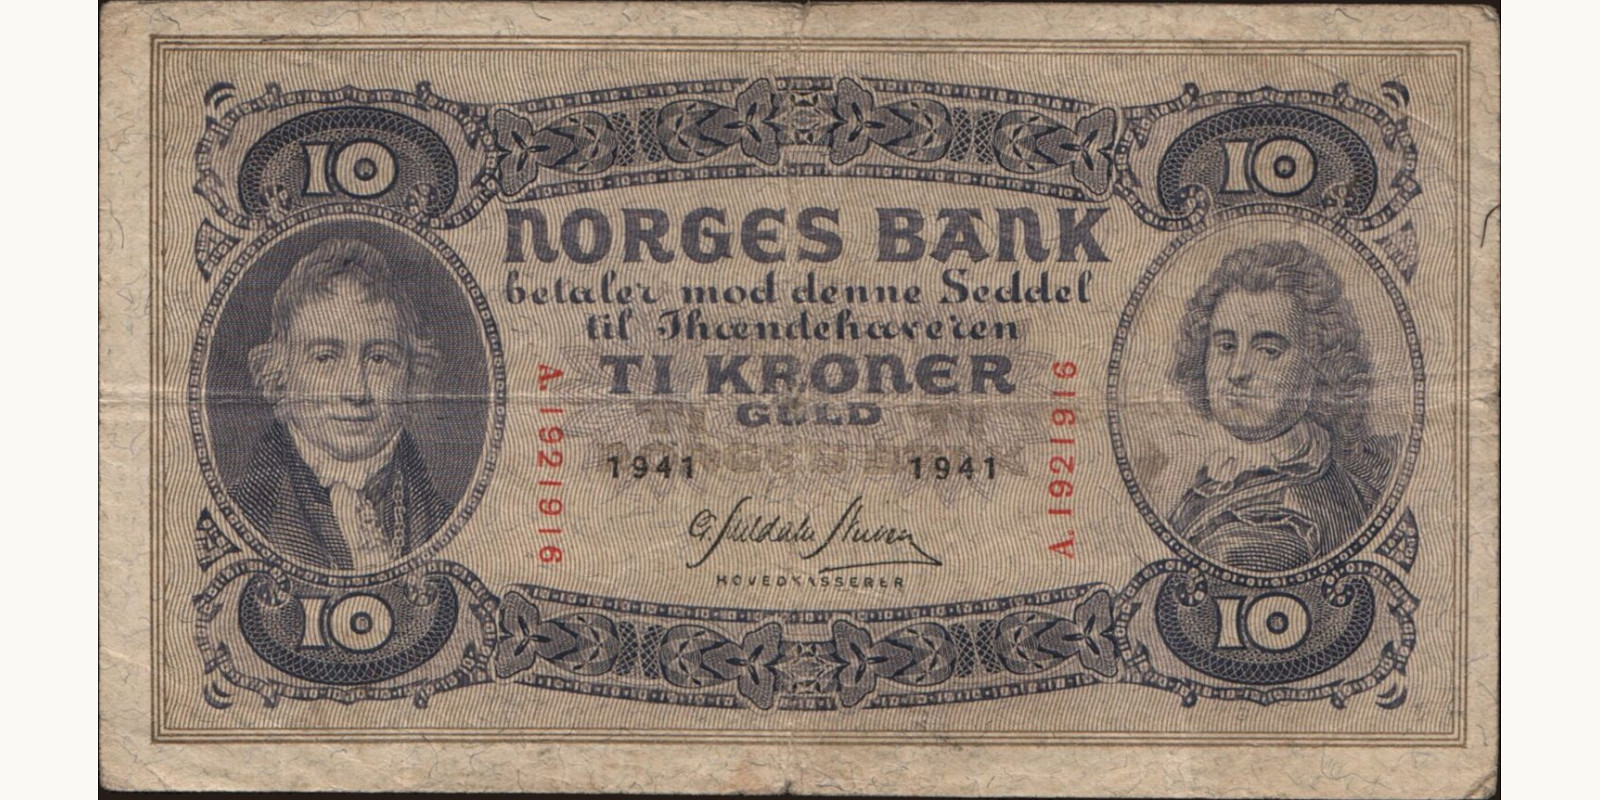 10 10
NORGES BANK
betaler mod denne Seddel
til Ihændehaveren
TI KRONER
GULD
A.1921916
A.1921916
1941 1941
HOVEDKASSERER
10 10